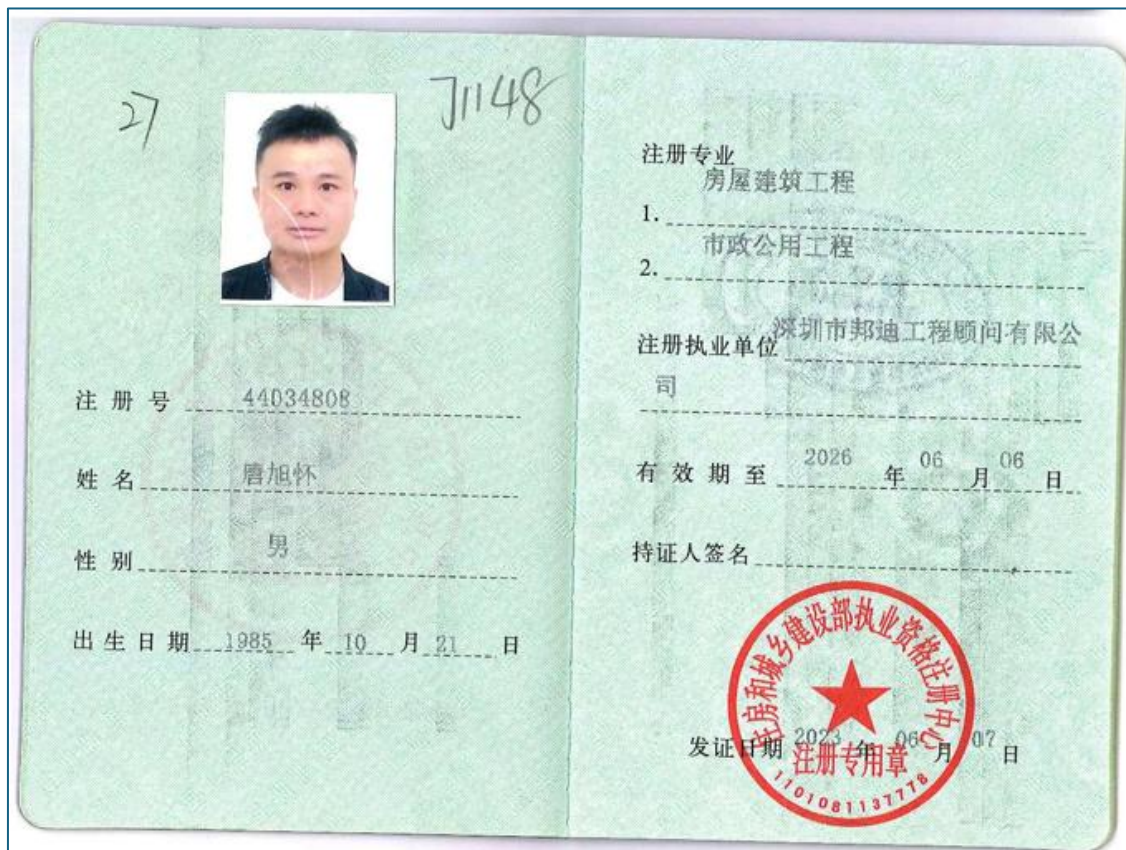 27
J1148
注 册 号 44034808
姓 名 唐旭怀
性 别 男
出 生 日 期 1985 年 10 月 21 日
注册专业
1. 房屋建筑工程
2. 市政公用工程
注册执业单位 深圳市邦迪工程顾问有限公
司
有 效 期 至 2026 年 06 月 06 日
持证人签名
住房和城乡建设部执业资格注册中心
发证日期 2023 年 06 月 07 日
注册专用章
1101081137778